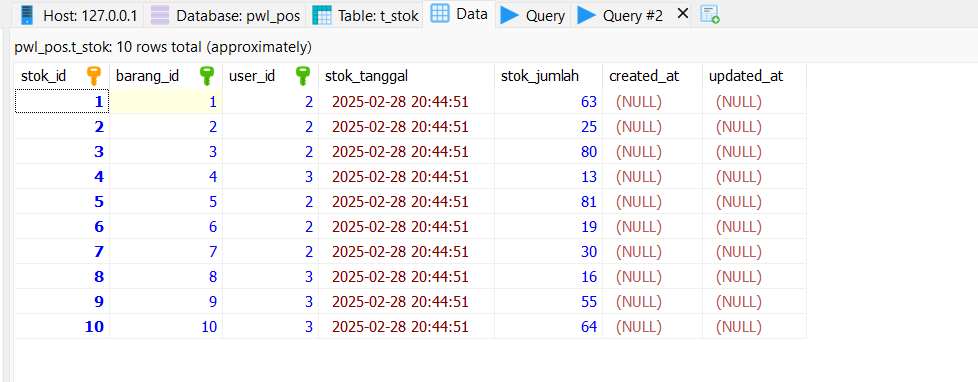 Host: 127.0.0.1 Database: pwl_pos Table: t_stok Data Query Query #2
pwl_pos.t_stok: 10 rows total (approximately)
stok_id barang_id user_id stok_tanggal stok_jumlah created_at updated_at
1 1 2 2025-02-28 20:44:51 63 (NULL) (NULL)
2 2 2 2025-02-28 20:44:51 25 (NULL) (NULL)
3 3 2 2025-02-28 20:44:51 80 (NULL) (NULL)
4 4 3 2025-02-28 20:44:51 13 (NULL) (NULL)
5 5 2 2025-02-28 20:44:51 81 (NULL) (NULL)
6 6 2 2025-02-28 20:44:51 19 (NULL) (NULL)
7 7 2 2025-02-28 20:44:51 30 (NULL) (NULL)
8 8 3 2025-02-28 20:44:51 16 (NULL) (NULL)
9 9 3 2025-02-28 20:44:51 55 (NULL) (NULL)
10 10 3 2025-02-28 20:44:51 64 (NULL) (NULL)